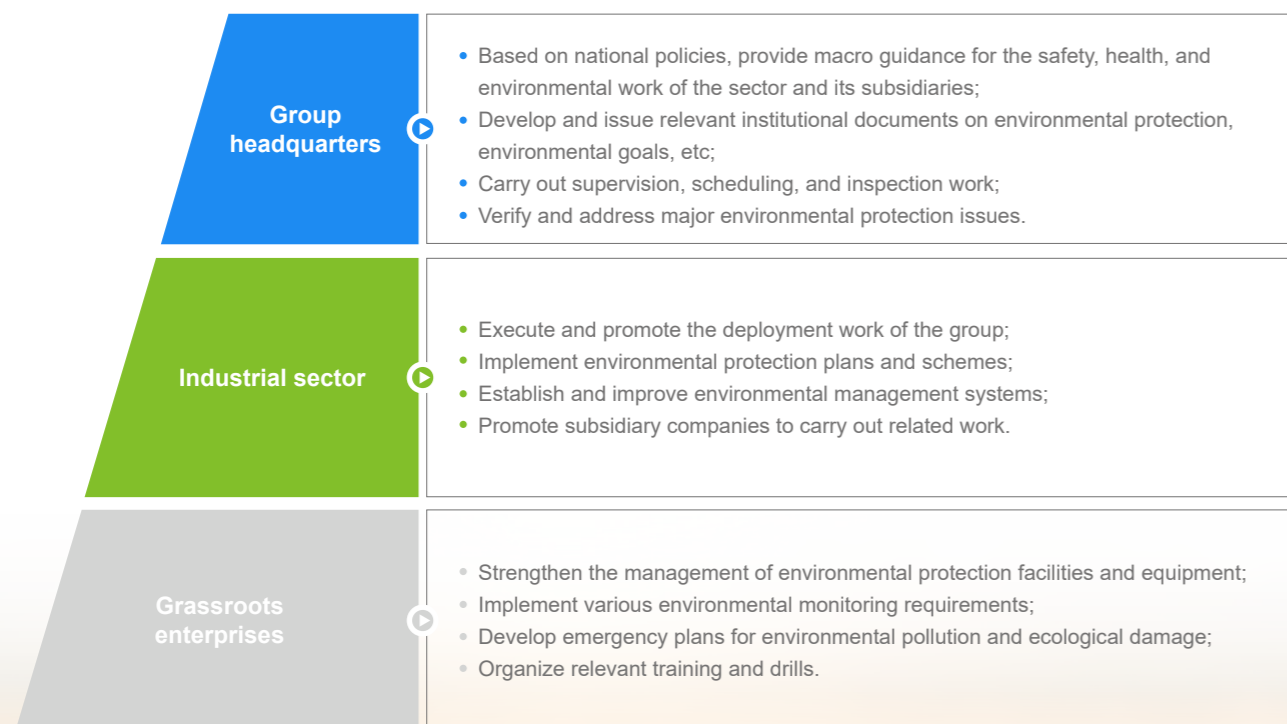 Group
headquarters
• Based on national policies, provide macro guidance for the safety, health, and
environmental work of the sector and its subsidiaries;
• Develop and issue relevant institutional documents on environmental protection,
environmental goals, etc;
• Carry out supervision, scheduling, and inspection work;
• Verify and address major environmental protection issues.
Industrial sector
• Execute and promote the deployment work of the group;
• Implement environmental protection plans and schemes;
• Establish and improve environmental management systems;
• Promote subsidiary companies to carry out related work.
Grassroots
enterprises
• Strengthen the management of environmental protection facilities and equipment;
• Implement various environmental monitoring requirements;
• Develop emergency plans for environmental pollution and ecological damage;
• Organize relevant training and drills.